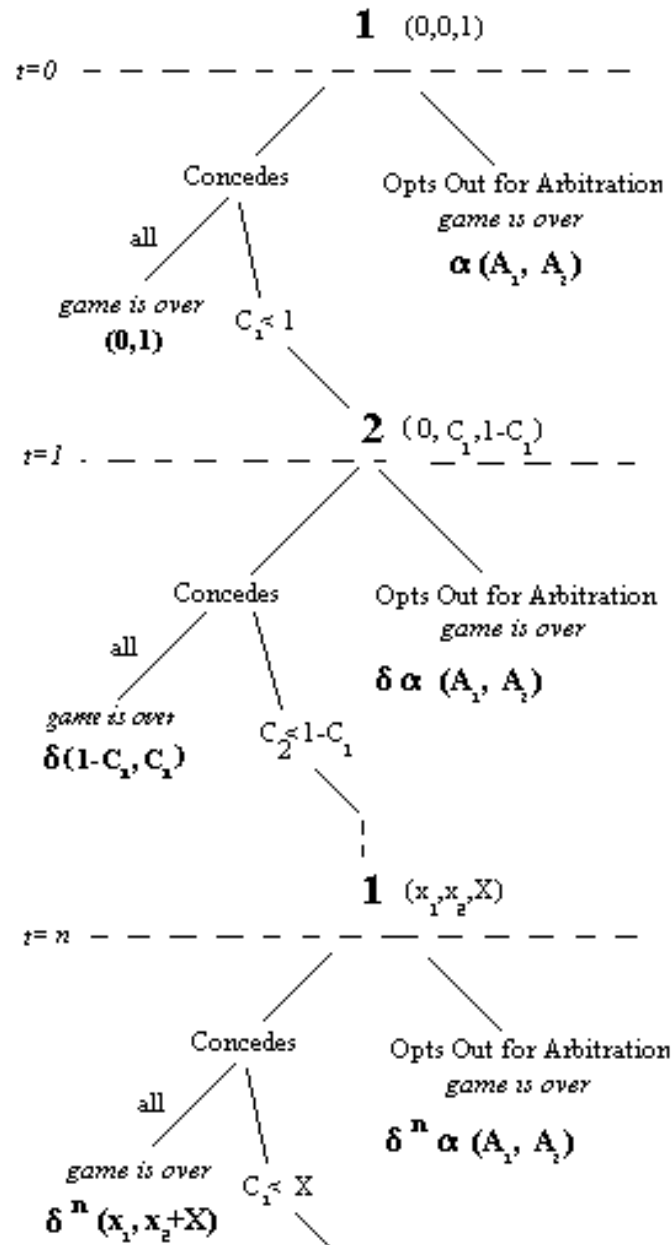 1 (0,0,1)
t=0
Concedes
Opts Out for Arbitration
game is over
α (A₁, A₂)
all
game is over
(0,1)
C₁< 1
2 (0, C₁,1-C₁)
t=1
Concedes
Opts Out for Arbitration
game is over
δ α (A₁, A₂)
all
game is over
δ(1-C₁, C₁)
C₂<1-C₁
1 (x₁,x₂,X)
t=n
Concedes
Opts Out for Arbitration
game is over
δⁿ α (A₁, A₂)
all
game is over
δⁿ (x₁, x₂+X)
C₁< X